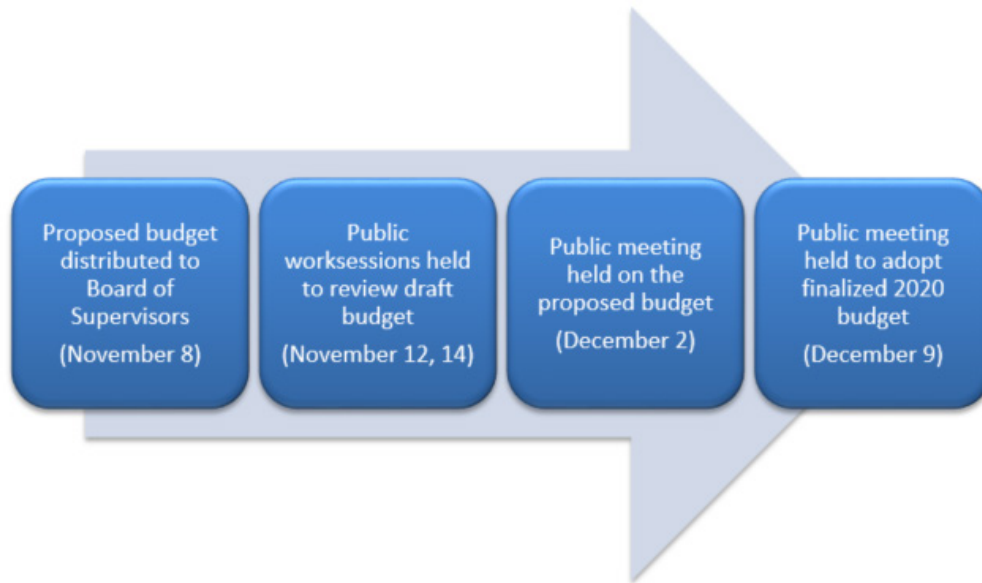 Proposed budget
distributed to
Board of
Supervisors
(November 8)
Public
worksessions held
to review draft
budget
(November 12, 14)
Public meeting
held on the
proposed budget
(December 2)
Public meeting
held to adopt
finalized 2020
budget
(December 9)